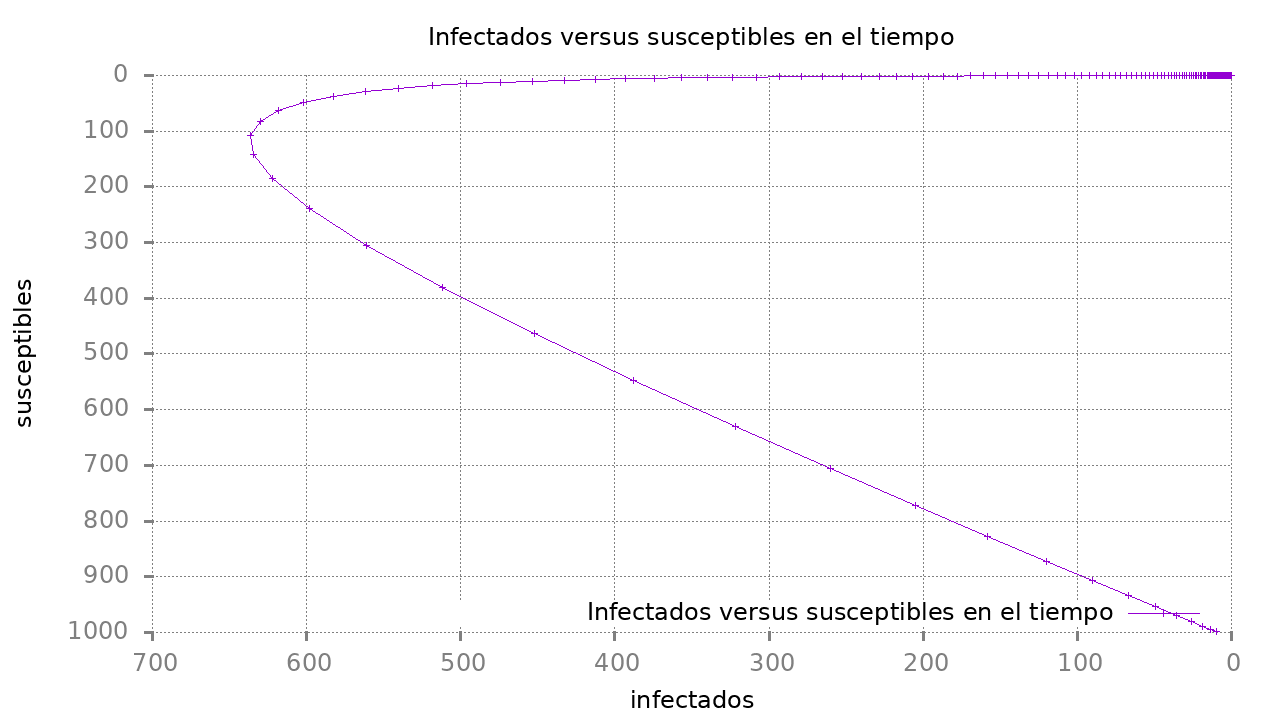 Infectados versus susceptibles en el tiempo
0
100
200
300
400
500
600
700
800
900
1000
susceptibles
Infectados versus susceptibles en el tiempo
700 600 500 400 300 200 100 0
infectados